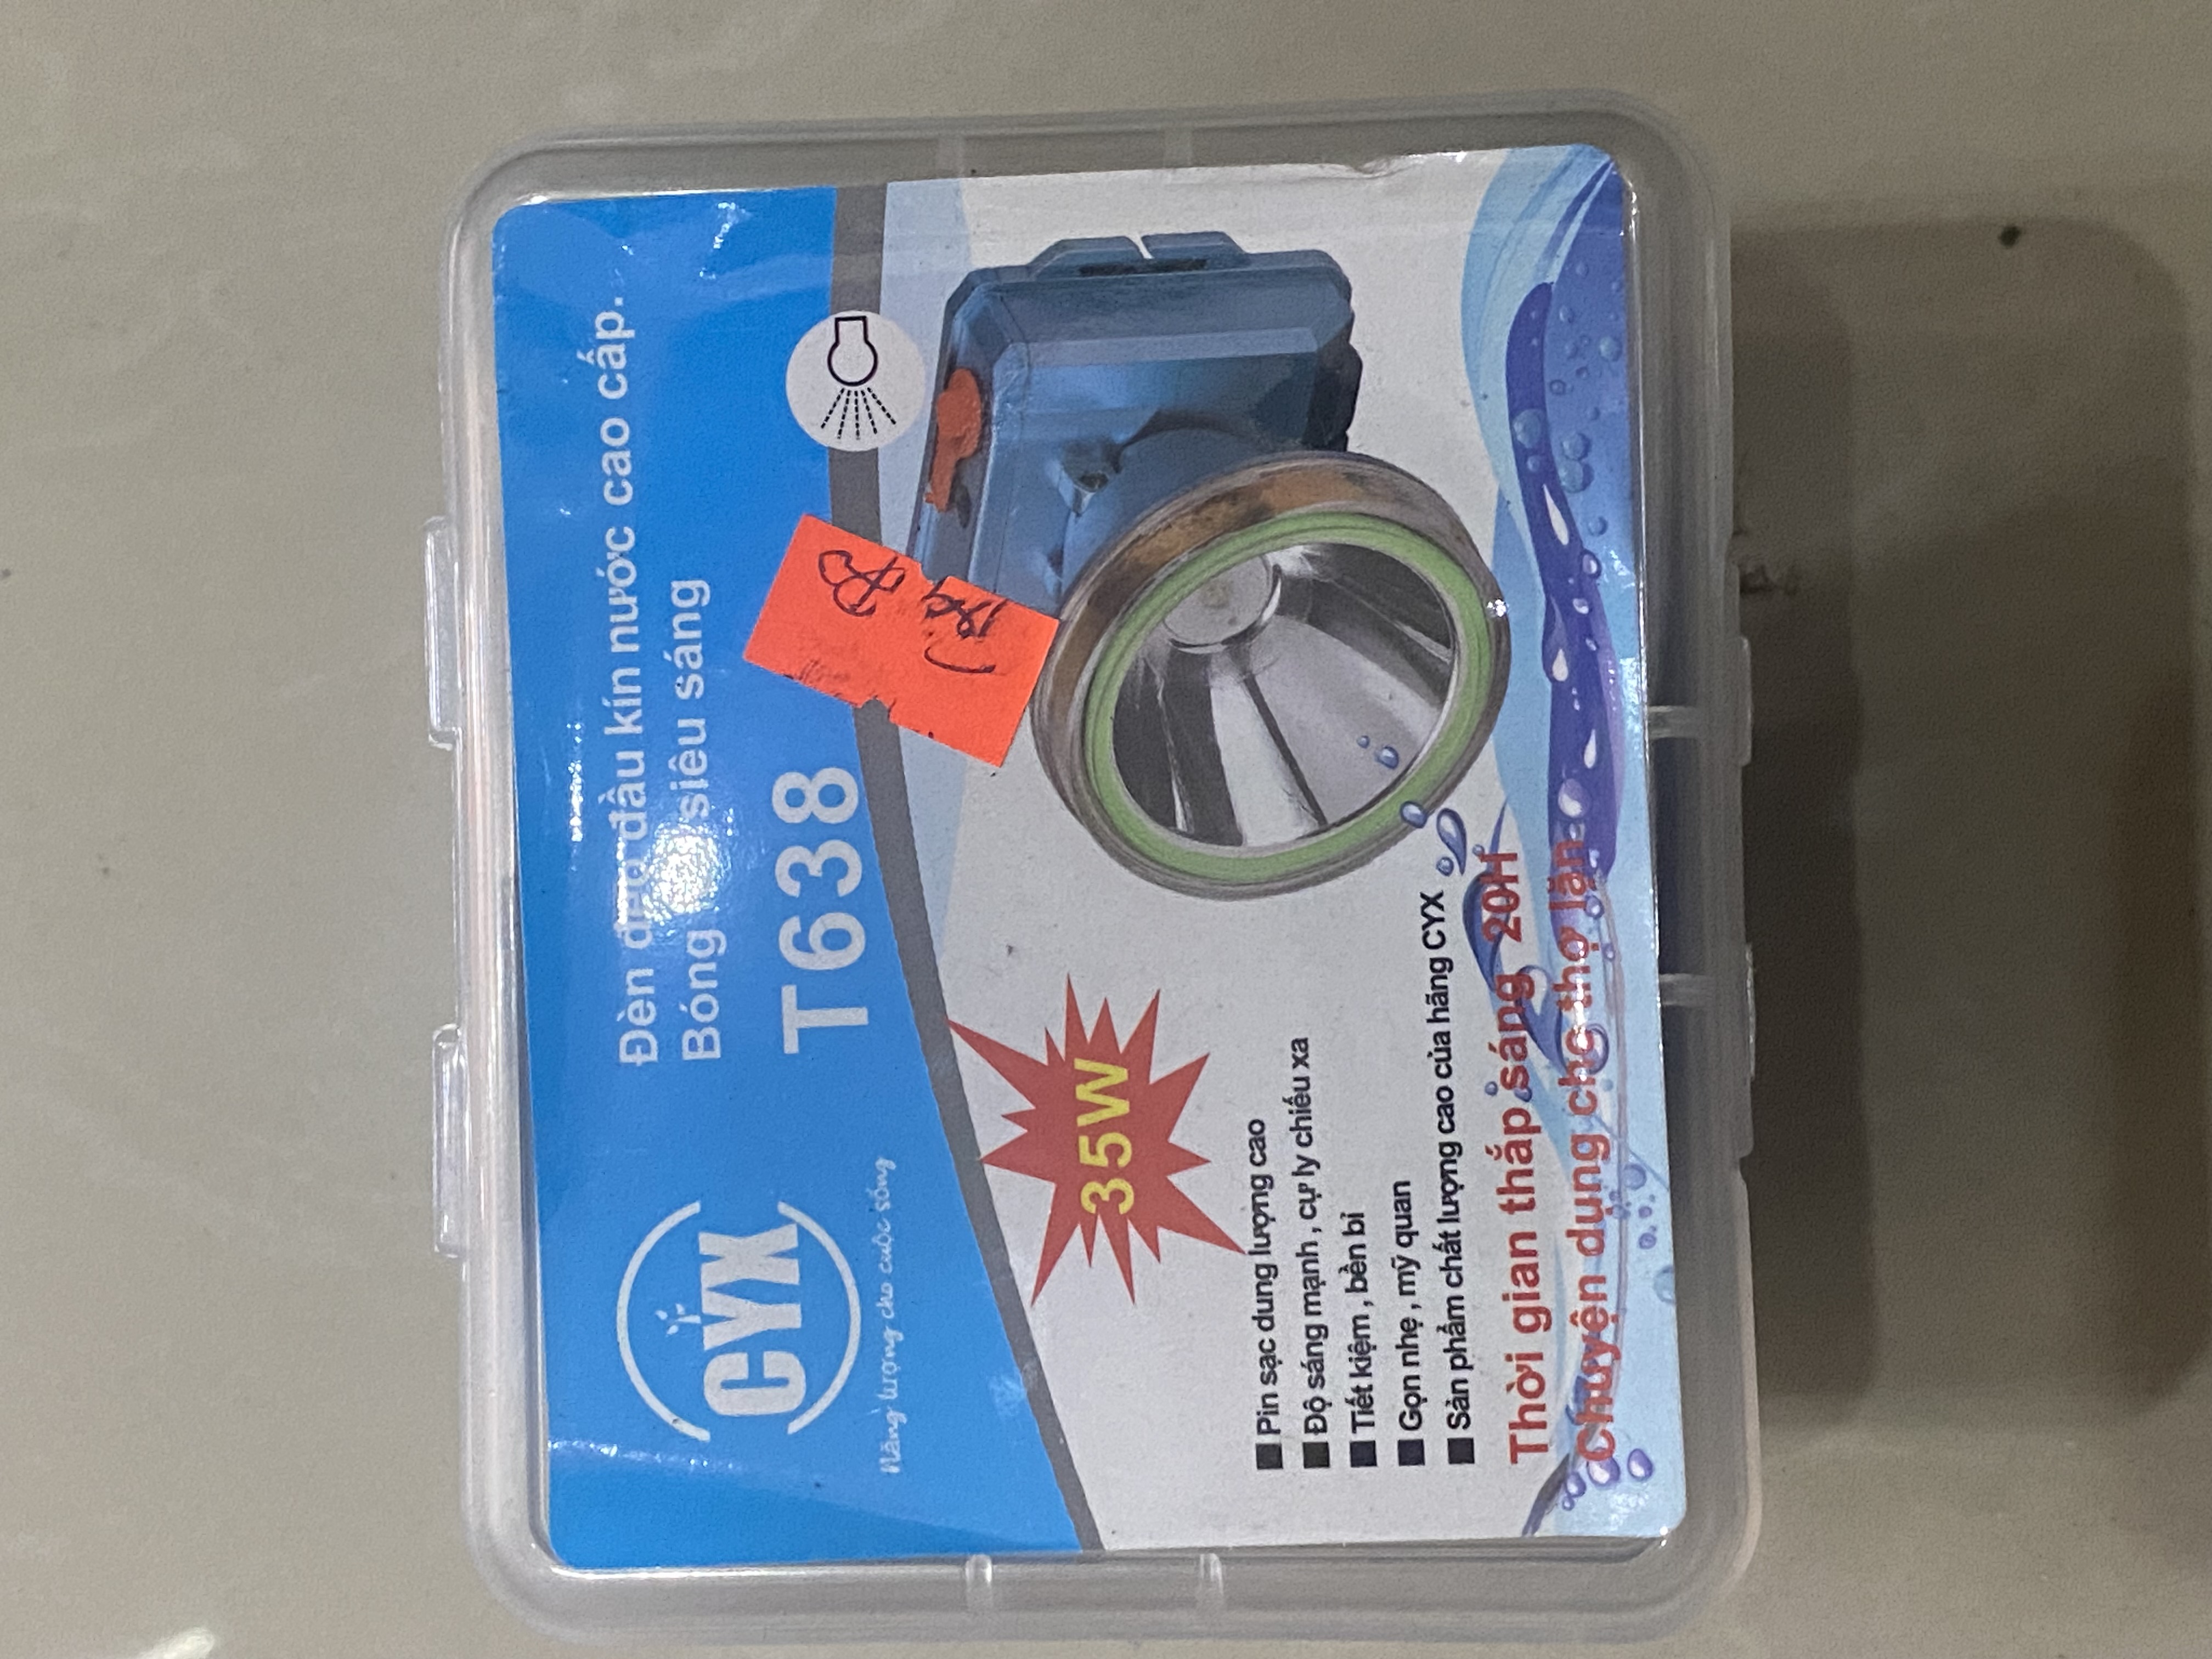 Đèn đeo đầu kín nước cao cấp.
Bóng siêu sáng
T638
CYX
Năng lượng cho cuộc sống
35W
Pin sạc dung lượng cao
Độ sáng mạnh , cự ly chiếu xa
Tiết kiệm , bền bỉ
Gọn nhẹ , mỹ quan
Sản phẩm chất lượng cao của hãng CYX
Thời gian thắp sáng 20H
Chuyên dụng cho thợ lặn